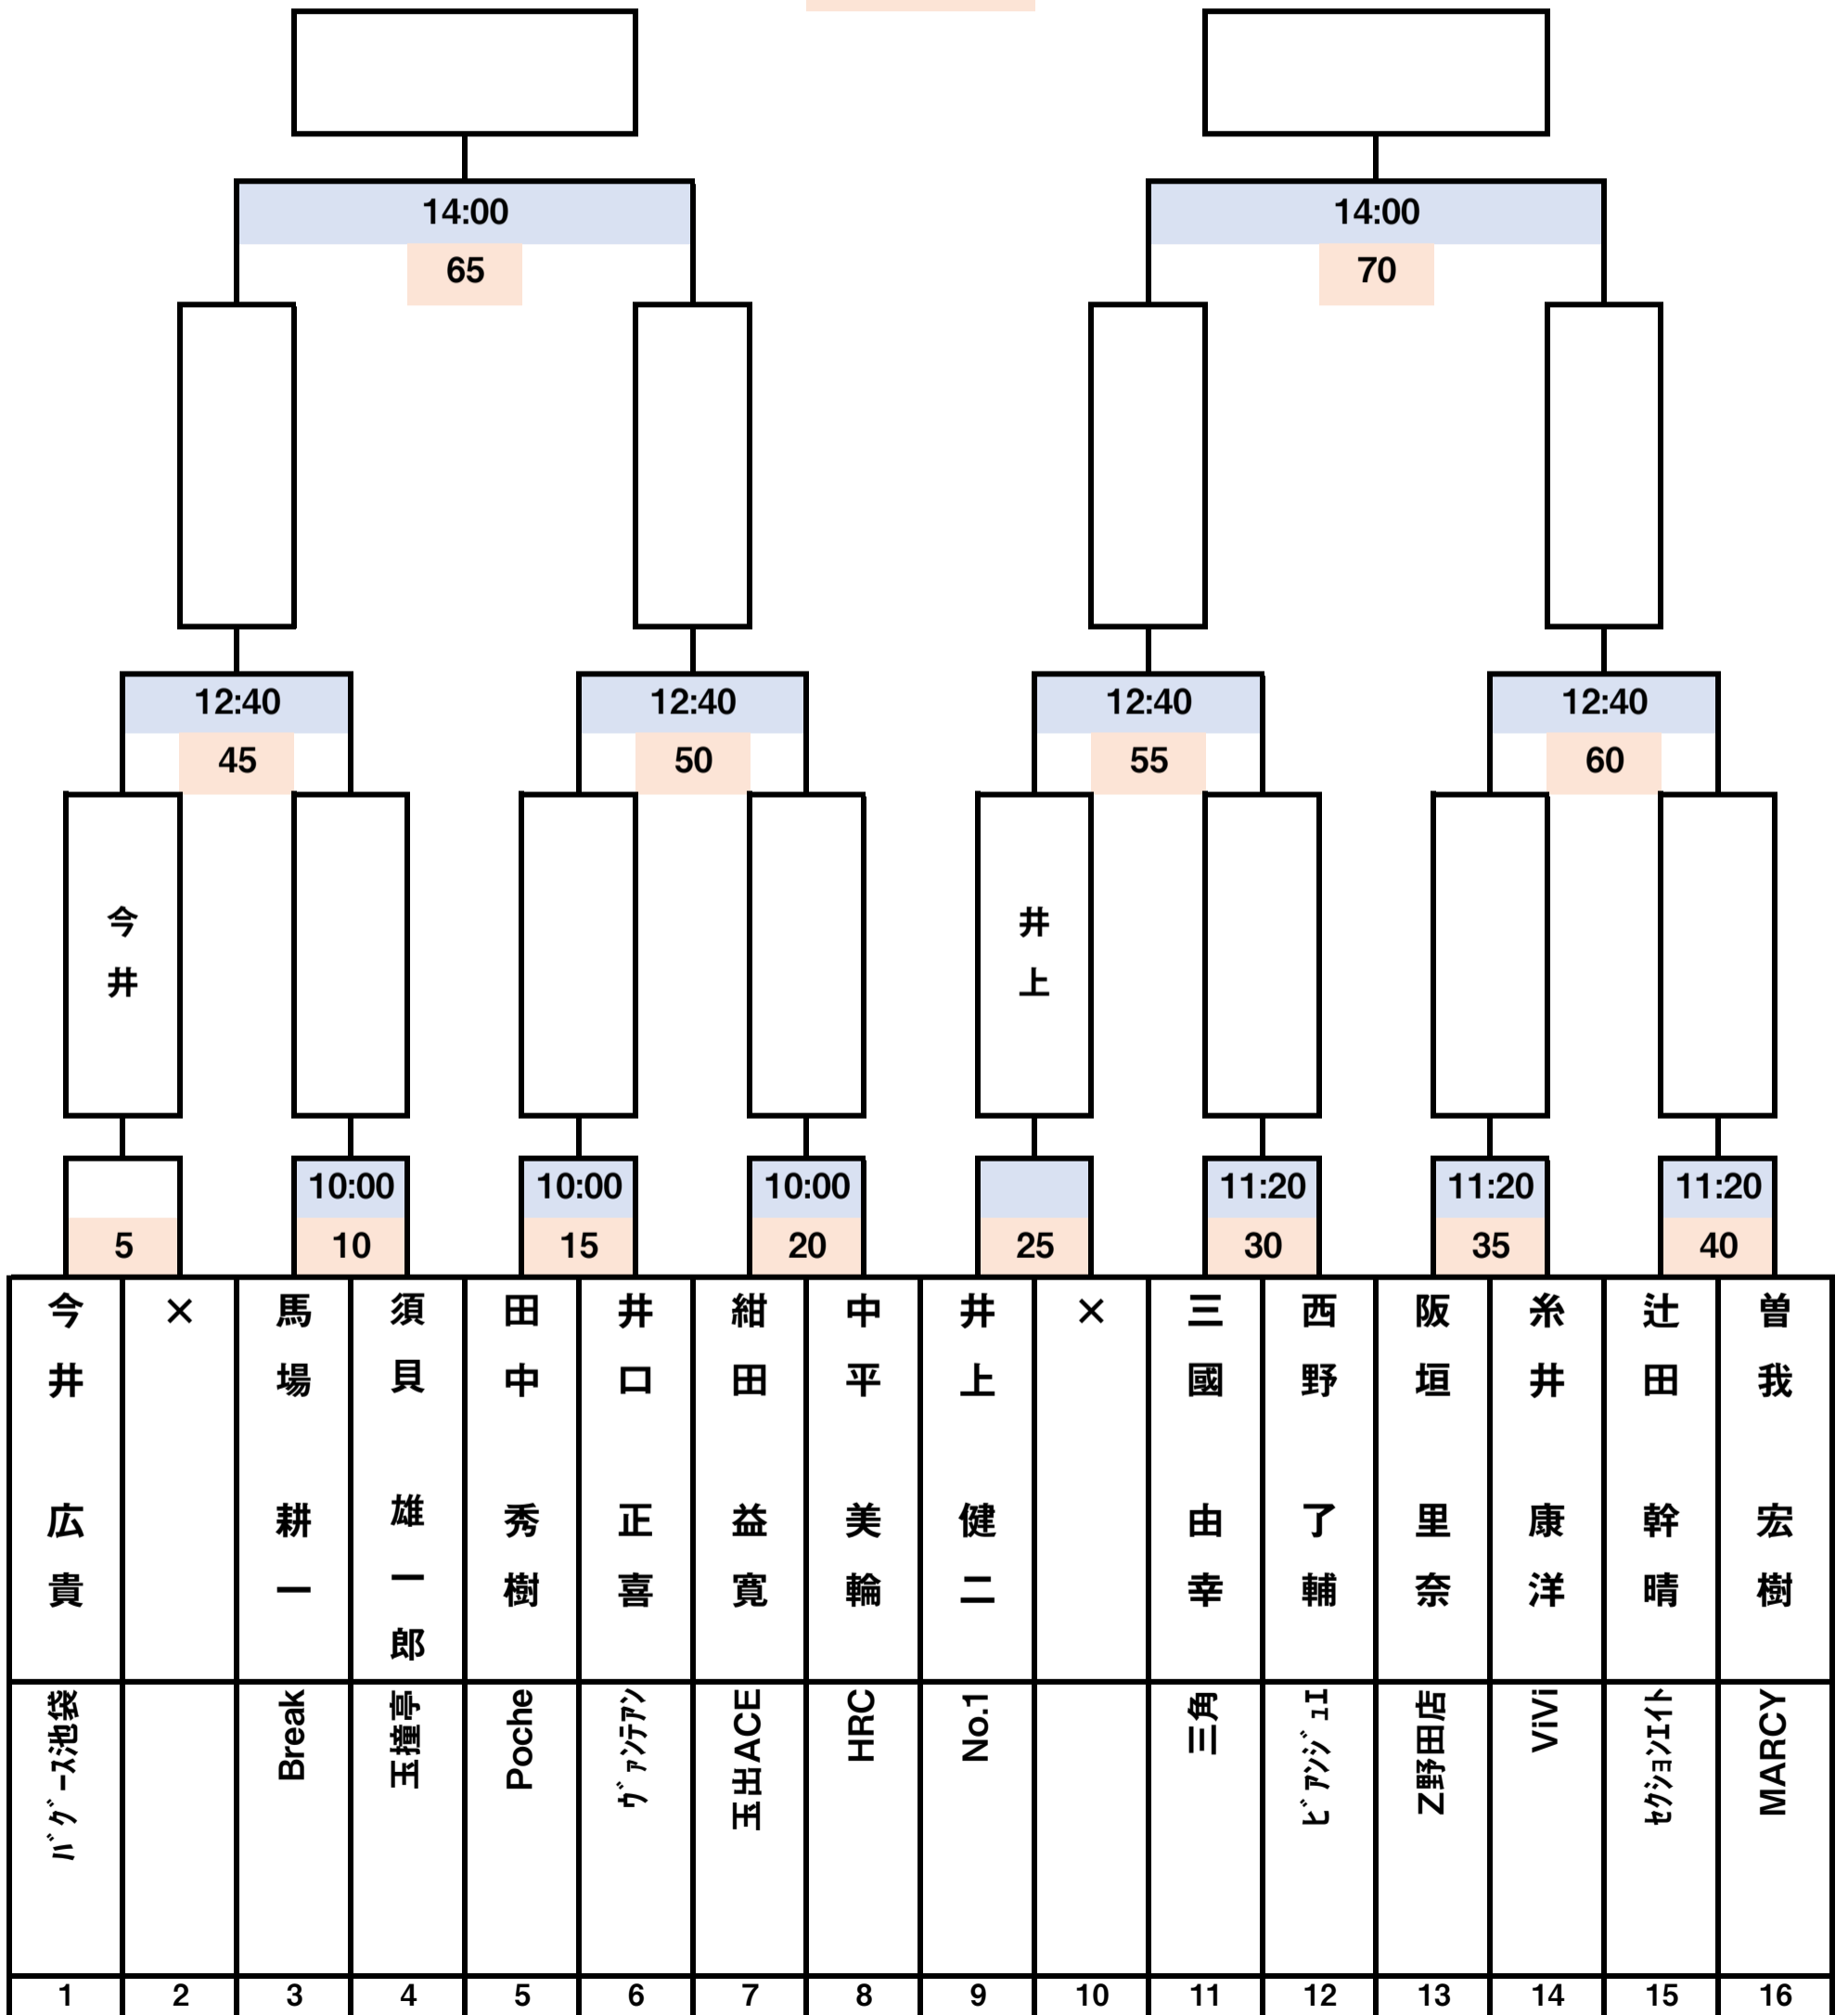 14:00
14:00
65
70
12:40
12:40
12:40
12:40
45
50
55
60
今井
井上
10:00
10:00
10:00
11:20
11:20
11:20
5
10
15
20
25
30
35
40
今井 広貴
×
馬場 耕一
須貝 雄一郎
田中 秀樹
井口 正喜
紺田 益寛
中平 美輪
井上 健二
×
三國 由幸
西野 了輔
阪垣 里奈
糸井 康洋
辻田 幹晴
曽我 宏樹
ﾊﾞｸﾞｰｽ池袋
Break
玉撞亭
Poche
ｳﾞｧﾝﾃｱﾝ
玉出ACE
HRC
No.1
三角
ﾋﾞｱﾝｼﾞｭｴ
Z野田店
ViVi
ｾｸｼｮﾝｴｲﾄ
MARCY
1
2
3
4
5
6
7
8
9
10
11
12
13
14
15
16